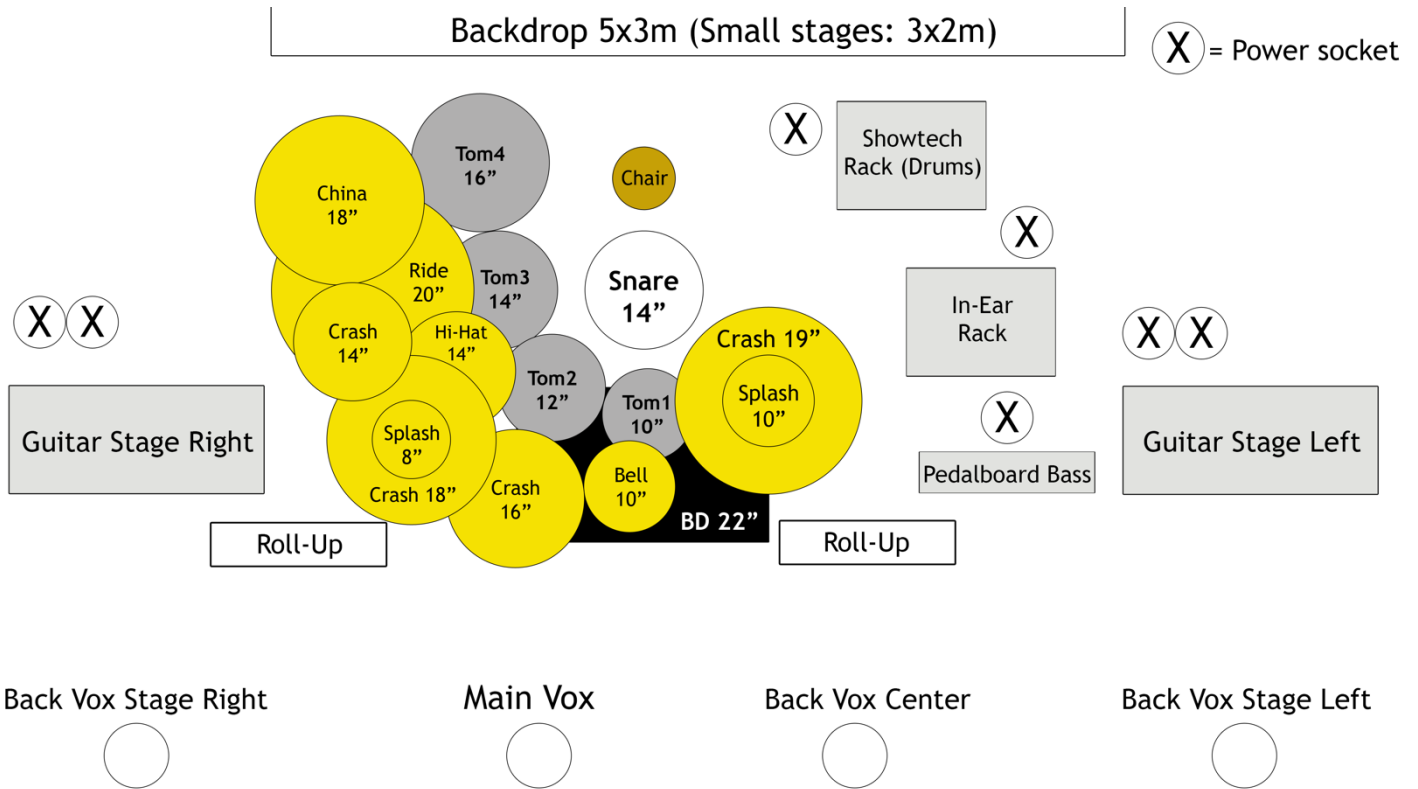 Backdrop 5x3m (Small stages: 3x2m)
X = Power socket
X
Showtech
Rack (Drums)
Tom4
16”
Chair
China
18”
X
Ride
20”
Tom3
14”
Snare
14”
In-Ear
Rack
X X
Crash
14”
Hi-Hat
14”
Crash 19”
X X
Tom2
12”
Tom1
10”
Splash
10”
X
Guitar Stage Right
Splash
8”
Crash 18”
Guitar Stage Left
Pedalboard Bass
Crash
16”
Bell
10”
BD 22”
Roll-Up
Roll-Up
Back Vox Stage Right
Main Vox
Back Vox Center
Back Vox Stage Left